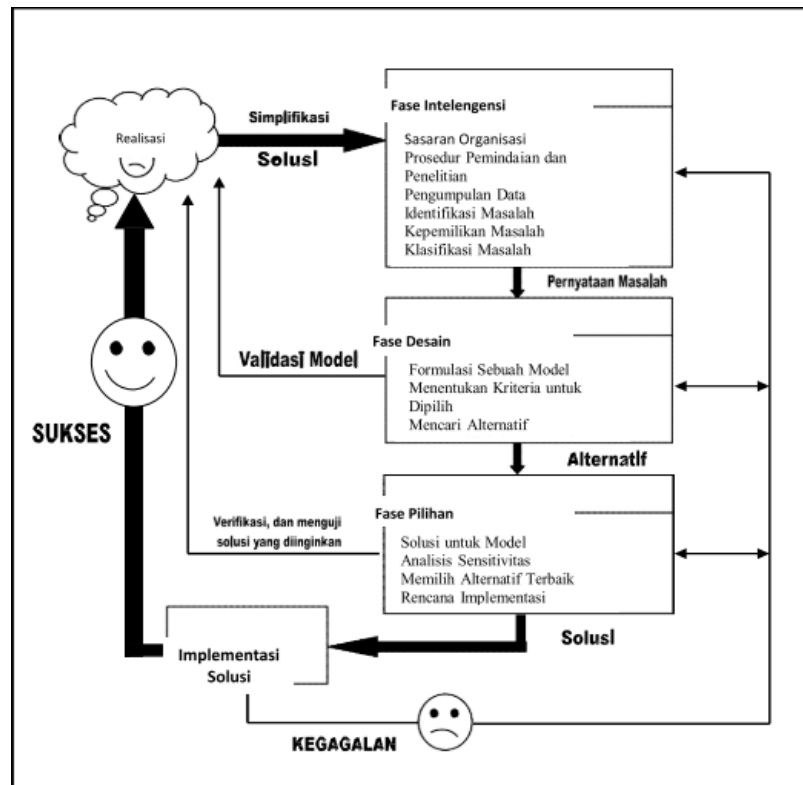 Realisasi
Simplifikasi
SolusI
Fase Intelengensi
Sasaran Organisasi
Prosedur Pemindaian dan
Penelitian
Pengumpulan Data
Identifikasi Masalah
Kepemilikan Masalah
Klasifikasi Masalah
Pernyataan Masalah
Fase Desain
Formulasi Sebuah Model
Menentukan Kriteria untuk
Dipilih
Mencari Alternatif
ValidasI Model
SUKSES
AlternatIf
Fase Pilihan
Solusi untuk Model
Analisis Sensitivitas
Memilih Alternatif Terbaik
Rencana Implementasi
Verifikasi, dan menguji
solusi yang diinginkan
SolusI
Implementasi
Solusi
KEGAGALAN